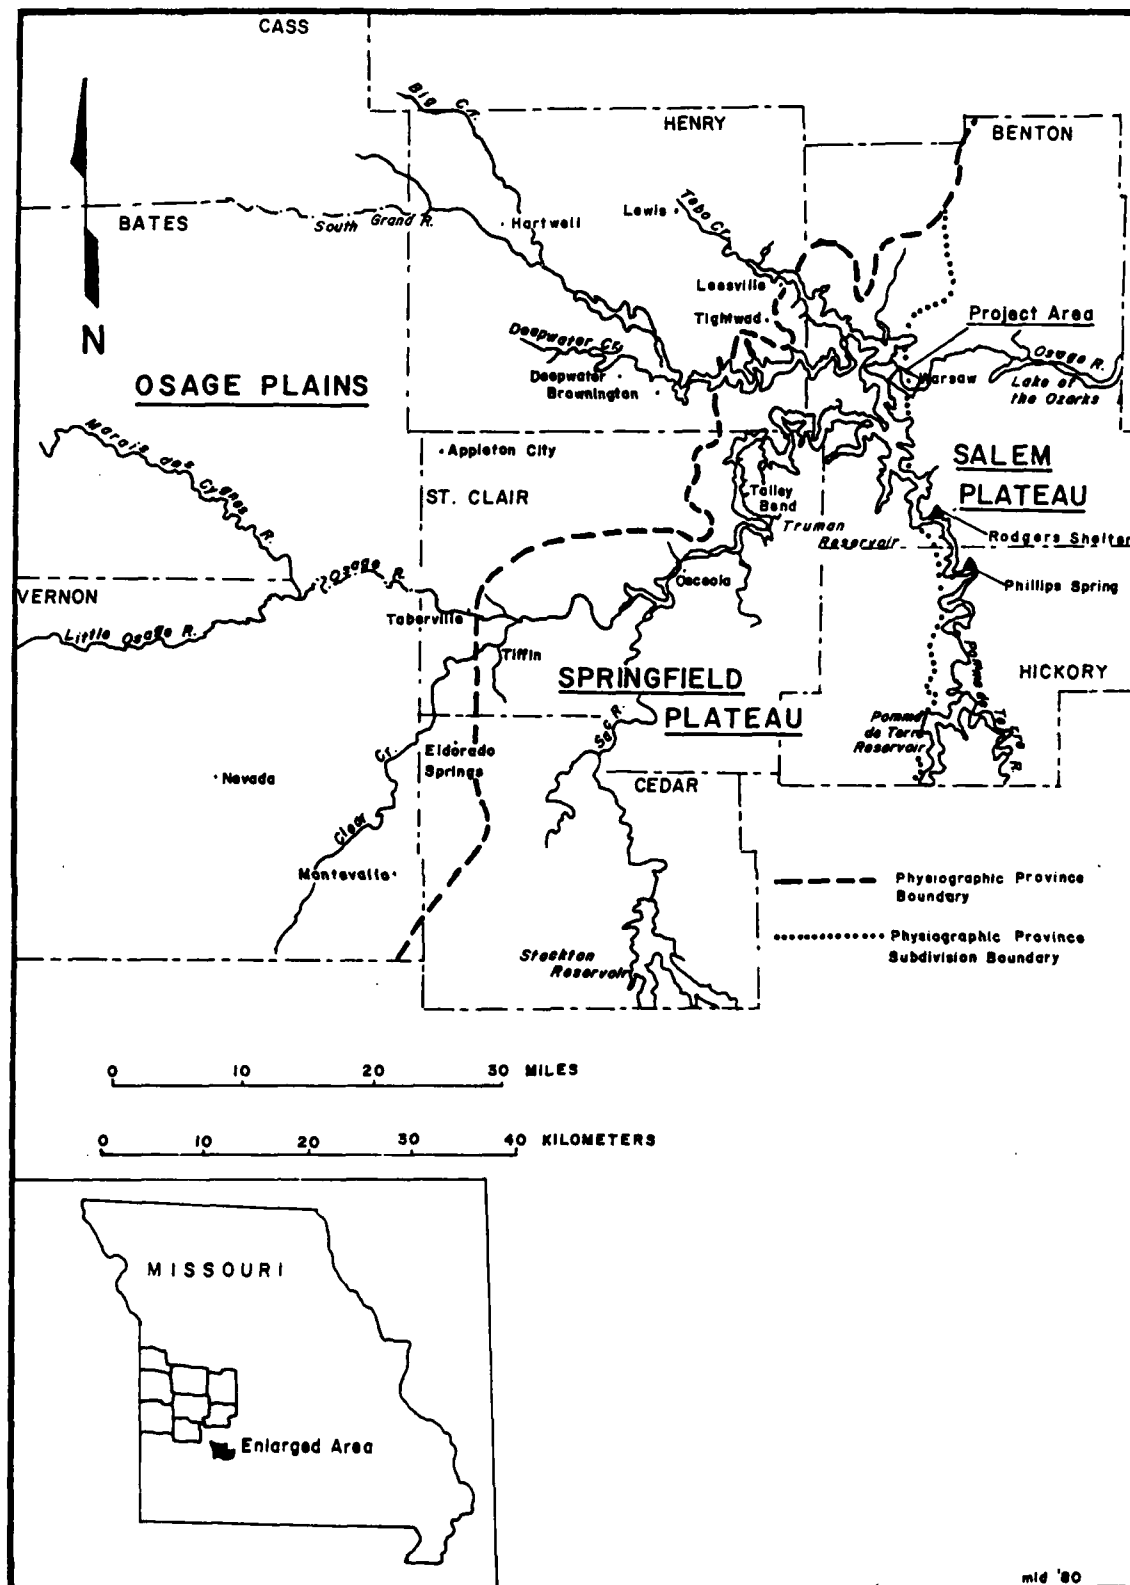 CASS
Big Cr.
HENRY
BENTON
Tebo Cr.
Lewis
BATES
South Grand R.
Hartwell
Leesville
Tightwad
Project Area
N
Deepwater Cr.
Osage R.
OSAGE PLAINS
Deepwater
Warsaw
Lake of
the Ozarks
Brownington
Marais des Cygnes R.
Appleton City
SALEM
PLATEAU
ST. CLAIR
Talley
Bend
Truman
Reservoir
Rodgers Shelter
Osage R.
Osceola
VERNON
Phillips Spring
Taberville
Little Osage R.
Tiffin
SPRINGFIELD
PLATEAU
HICKORY
Pomme de Terre R.
Pomme
de Terre
Reservoir
Sac R.
Eldorado
Springs
Nevada
CEDAR
Clear Cr.
Montevallo
Physiographic Province
Boundary
Physiographic Province
Subdivision Boundary
Stockton
Reservoir
0 10 20 30 MILES
0 10 20 30 40 KILOMETERS
MISSOURI
Enlarged Area
mld '80